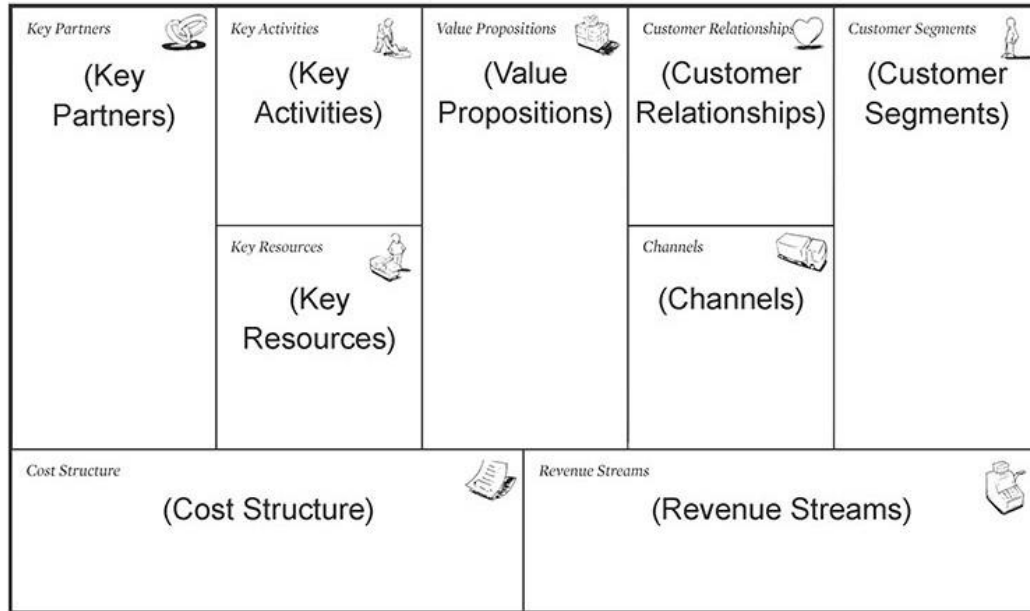 Key Partners
(Key
Partners)
Key Activities
(Key
Activities)
Key Resources
(Key
Resources)
Value Propositions
(Value
Propositions)
Customer Relationships
(Customer
Relationships)
Channels
(Channels)
Customer Segments
(Customer
Segments)
Cost Structure
(Cost Structure)
Revenue Streams
(Revenue Streams)